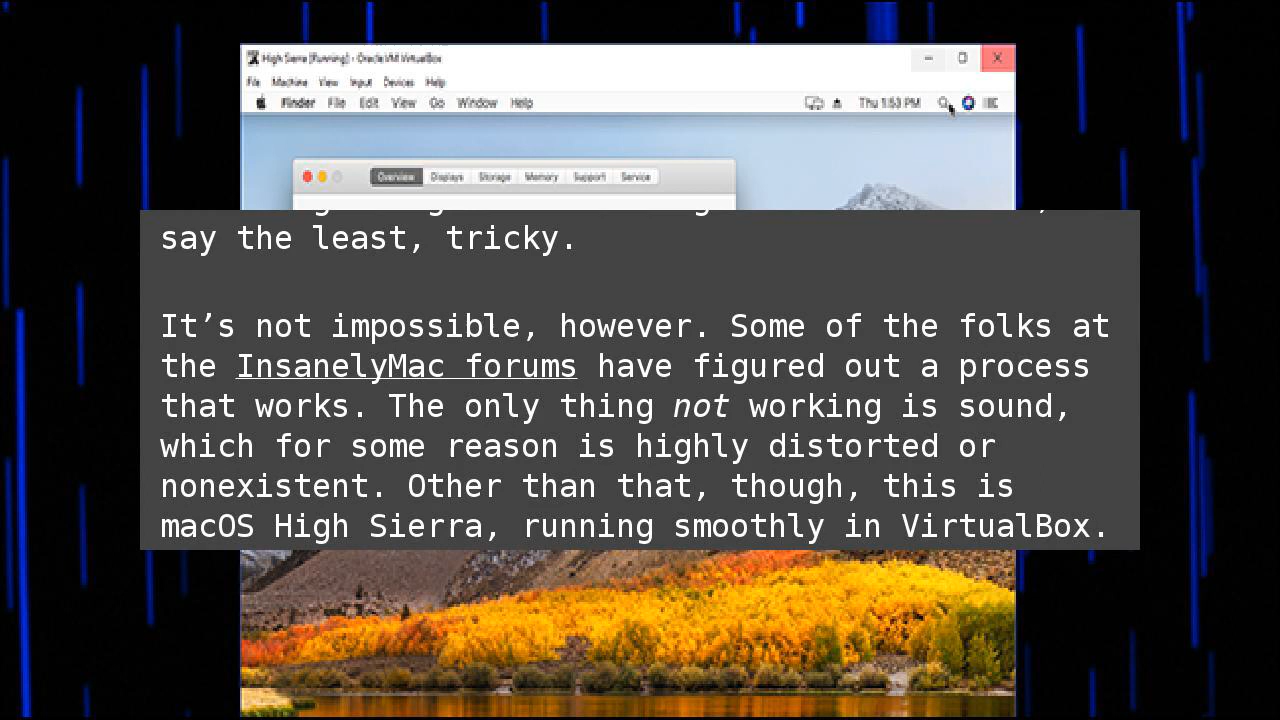 High Sierra [Running] - Oracle VM VirtualBox
File Machine View Input Devices Help
Finder File Edit View Go Window Help Thu 1:53 PM
Overview Displays Storage Memory Support Service
say the least, tricky.
It’s not impossible, however. Some of the folks at
the InsanelyMac forums have figured out a process
that works. The only thing not working is sound,
which for some reason is highly distorted or
nonexistent. Other than that, though, this is
macOS High Sierra, running smoothly in VirtualBox.